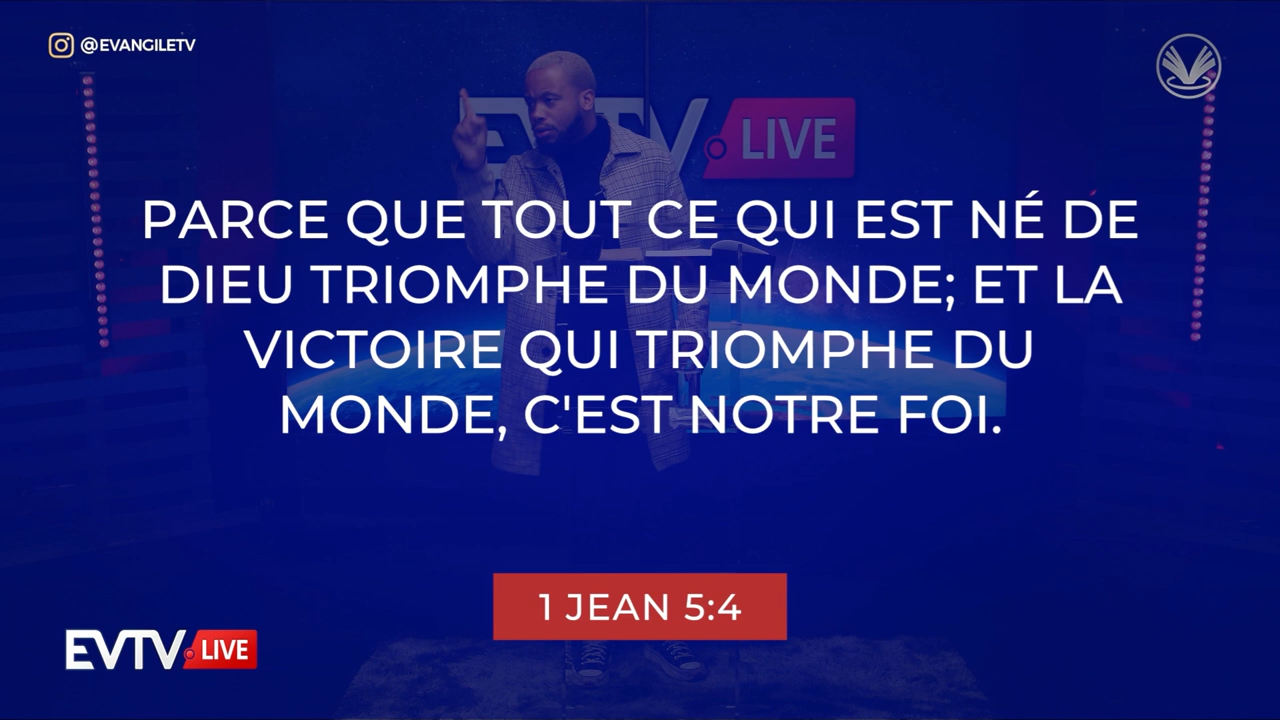 @EVANGILETV
EVTV LIVE
PARCE QUE TOUT CE QUI EST NÉ DE
DIEU TRIOMPHE DU MONDE; ET LA
VICTOIRE QUI TRIOMPHE DU
MONDE, C'EST NOTRE FOI.
1 JEAN 5:4
EVTV LIVE